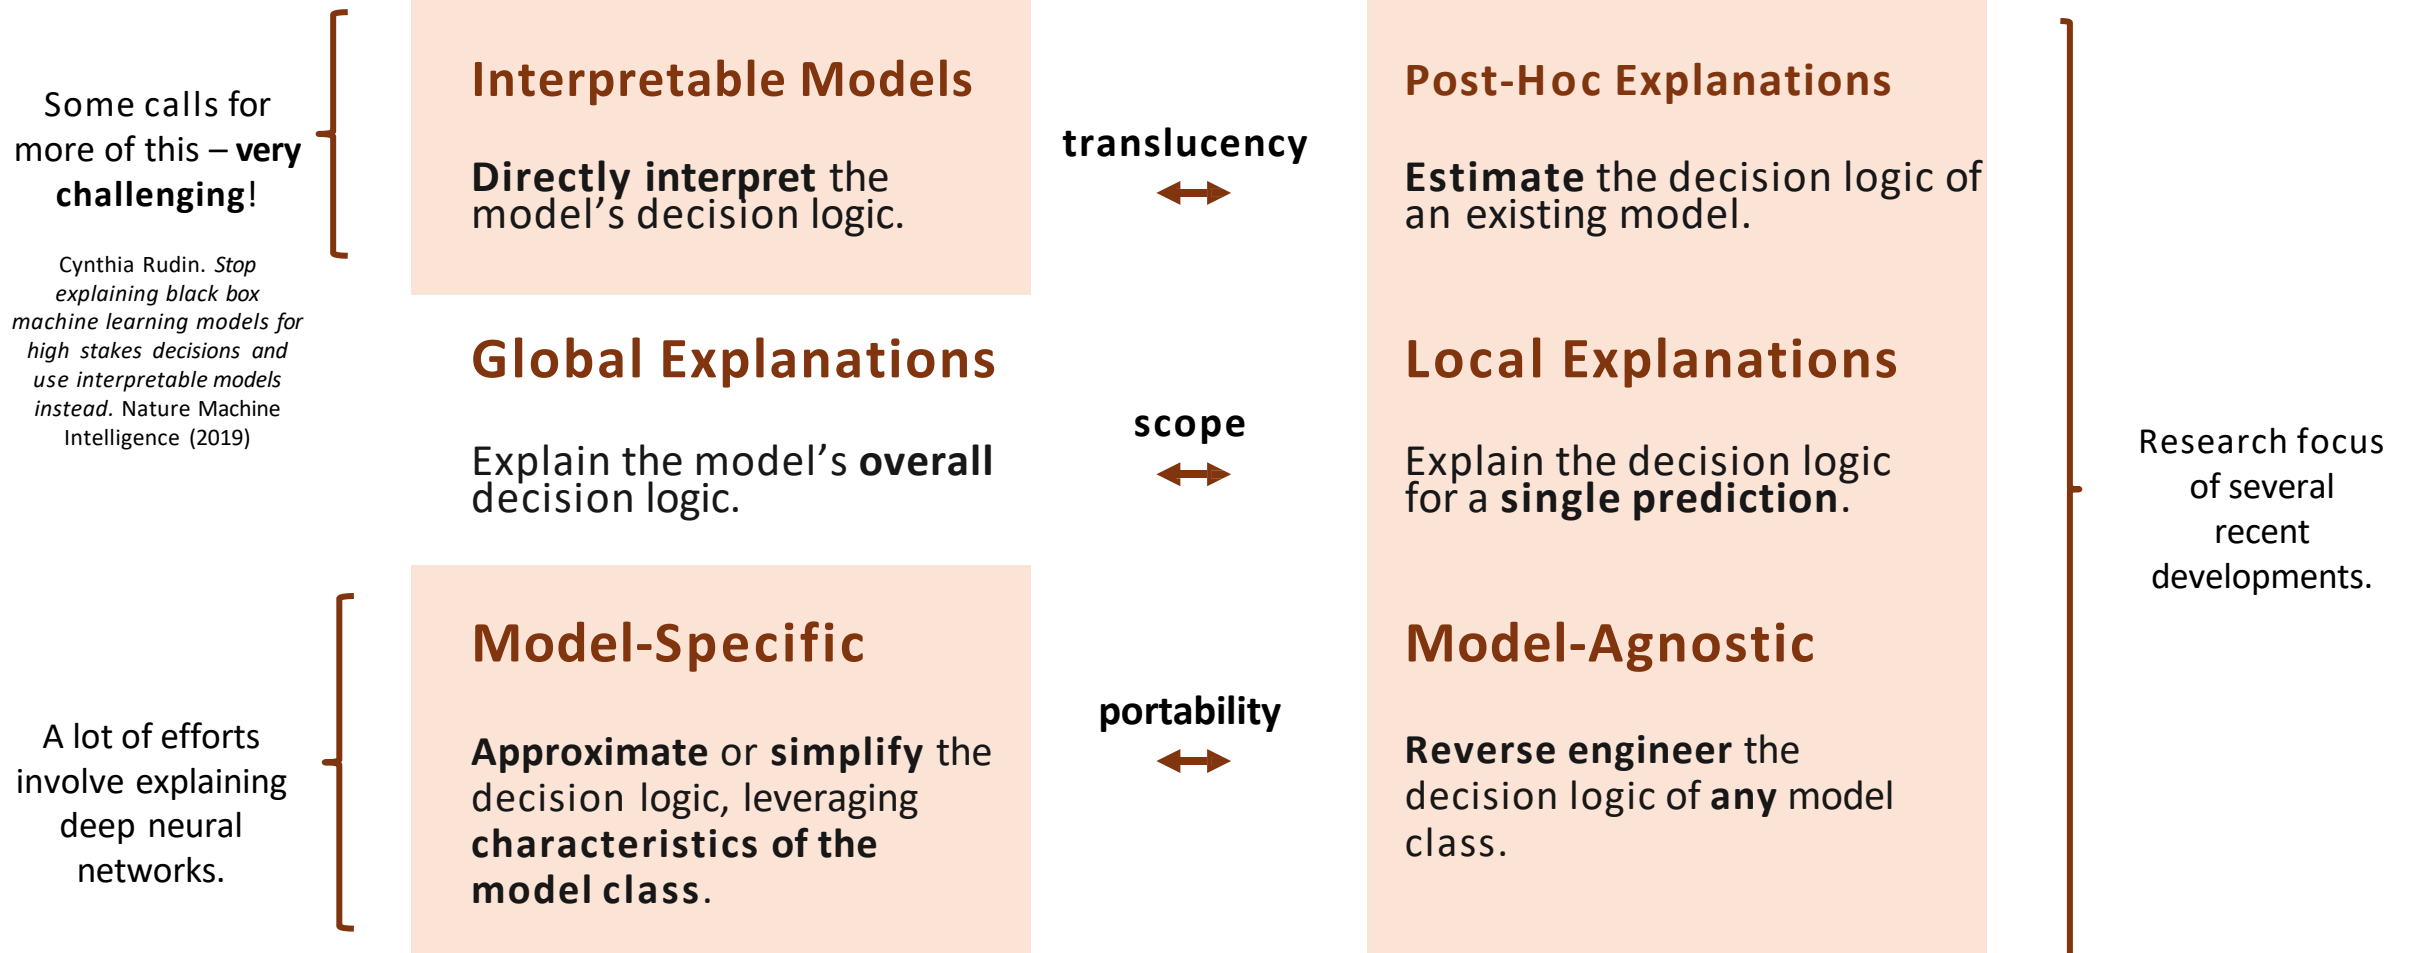 Some calls for
more of this – very
challenging!
Cynthia Rudin. Stop
explaining black box
machine learning models for
high stakes decisions and
use interpretable models
instead. Nature Machine
Intelligence (2019)
Interpretable Models
Directly interpret the
model’s decision logic.
translucency
Post-Hoc Explanations
Estimate the decision logic of
an existing model.
Global Explanations
Explain the model’s overall
decision logic.
scope
Local Explanations
Explain the decision logic
for a single prediction.
A lot of efforts
involve explaining
deep neural
networks.
Model-Specific
Approximate or simplify the
decision logic, leveraging
characteristics of the
model class.
portability
Model-Agnostic
Reverse engineer the
decision logic of any model
class.
Research focus
of several
recent
developments.